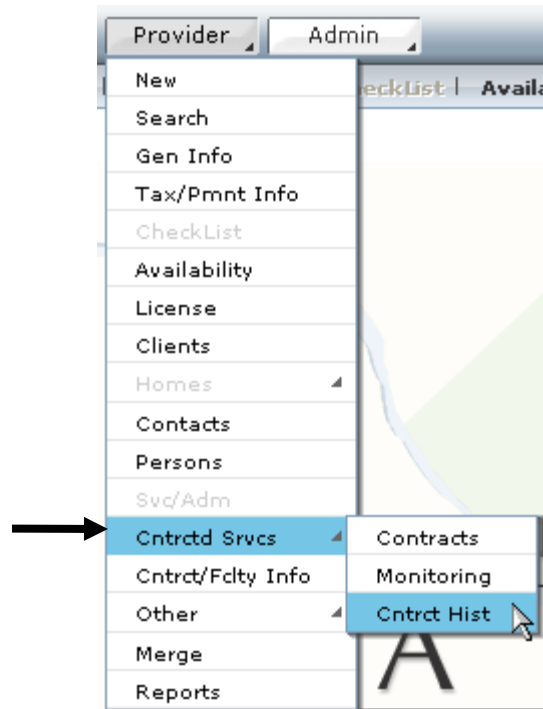 Provider Admin
New
eckList | Availa
Search
Gen Info
Tax/Pmnt Info
CheckList
Availability
License
Clients
Homes
Contacts
Persons
Svc/Adm
Cntrctd Srvcs
Contracts
Cntrct/Fclty Info
Monitoring
Other
Cntrct Hist
Merge
A
Reports